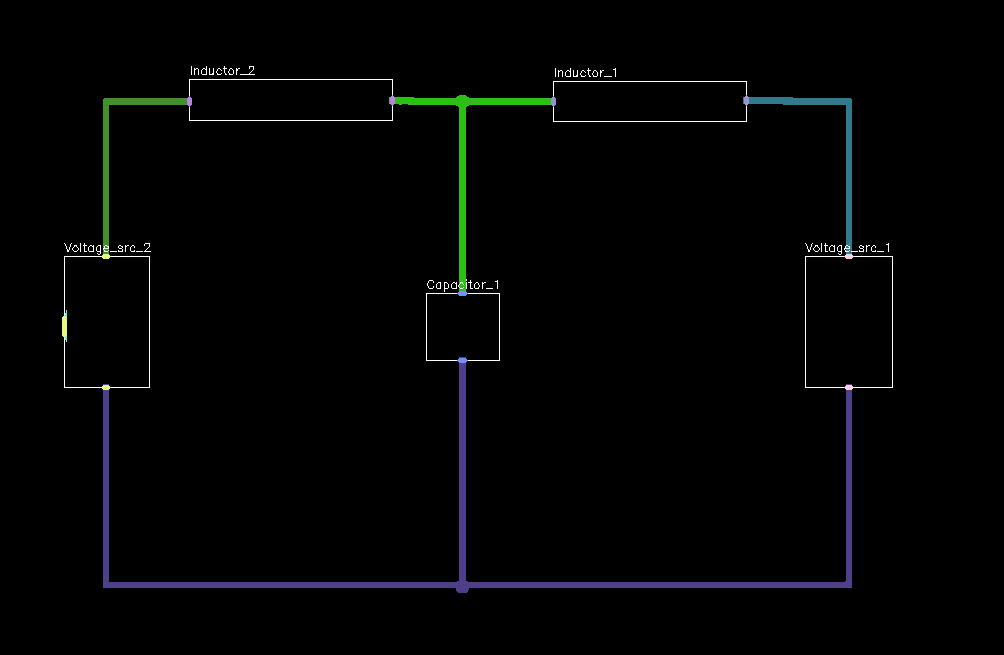 Inductor_2
Inductor_1
Voltage_src_2
Voltage_src_1
Capacitor_1